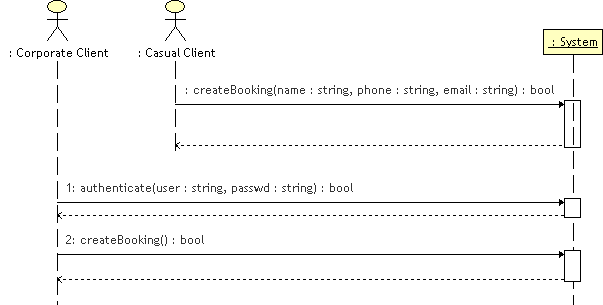 : Corporate Client
: Casual Client
: System
: createBooking(name : string, phone : string, email : string) : bool
1: authenticate(user : string, passwd : string) : bool
2: createBooking() : bool